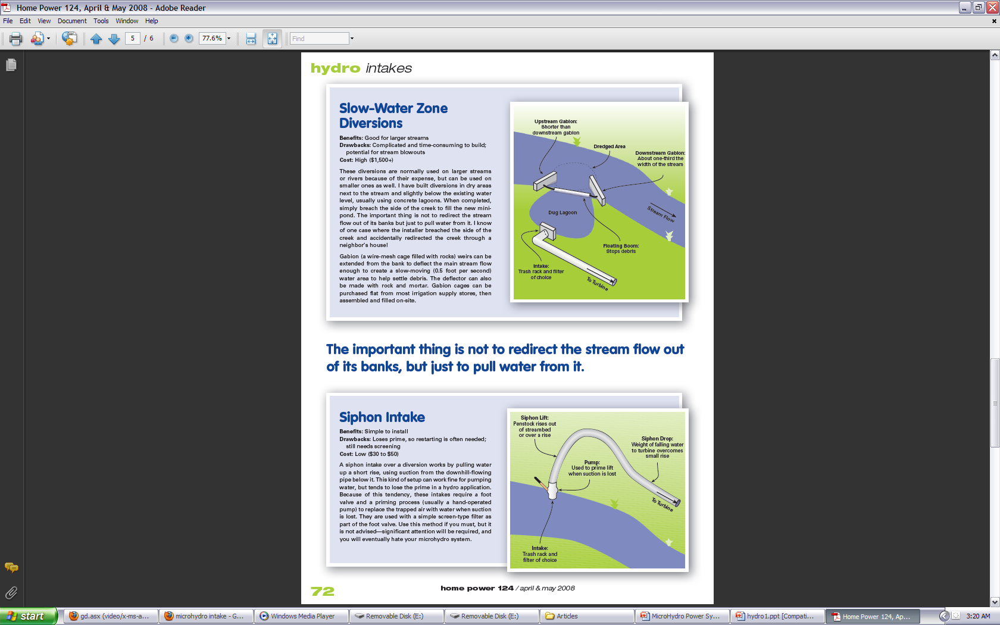 Home Power 124, April & May 2008 - Adobe Reader
File Edit View Document Tools Window Help
5 / 6 77.6% Find
hydro intakes
Slow-Water Zone
Diversions
Benefits: Good for larger streams
Drawbacks: Complicated and time-consuming to build;
potential for stream blowouts
Cost: High ($1,500+)
These diversions are normally used on larger streams
or rivers because of their expense, but can be used on
smaller ones as well. I have built diversions in dry areas
next to the stream and slightly below the existing water
level, usually using concrete lagoons. When completed,
simply breach the side of the creek to fill the new mini-
pond. The important thing is not to redirect the stream
flow out of its banks but just to pull water from it. I know
of one case where the installer breached the side of the
creek and accidentally redirected the creek through a
neighbor's house!
Gabion (a wire-mesh cage filled with rocks) weirs can be
extended from the bank to deflect the main stream flow
enough to create a slow-moving (0.5 foot per second)
water area to help settle debris. The deflector can also
be made with rock and mortar. Gabion cages can be
purchased flat from most irrigation supply stores, then
assembled and filled on-site.
Upstream Gabion:
Shorter than
downstream gabion
Dredged Area
Downstream Gabion:
About one-third the
width of the stream
Stream Flow
Dug Lagoon
Floating Boom:
Stops debris
Intake:
Trash rack and filter
of choice
To Turbine
The important thing is not to redirect the stream flow out
of its banks, but just to pull water from it.
Siphon Intake
Benefits: Simple to install
Drawbacks: Loses prime, so restarting is often needed;
still needs screening
Cost: Low ($30 to $50)
A siphon intake over a diversion works by pulling water
up a short rise, using suction from the downhill-flowing
pipe below it. This kind of setup can work fine for pumping
water, but tends to lose the prime in a hydro application.
Because of this tendency, these intakes require a foot
valve and a priming process (usually a hand-operated
pump) to replace the trapped air with water when suction
is lost. They are used with a simple screen-type filter as
part of the foot valve. Use this method if you must, but it
is not advised—significant attention will be required, and
you will eventually hate your microhydro system.
Siphon Lift:
Penstock rises out
of streambed
or over a rise
Siphon Drop:
Weight of falling water
to turbine overcomes
small rise
Pump:
Used to prime lift
when suction is lost
To Turbine
Intake:
Trash rack and
filter of choice
72 home power 124 / april & may 2008
start gd.asx (video/x-ms-a... microhydro intake - G... Windows Media Player Removable Disk (E:) Removable Disk (E:) Articles MicroHydro Power Sy... hydro1.ppt [Compati... Home Power 124, Ap... 3:20 AM